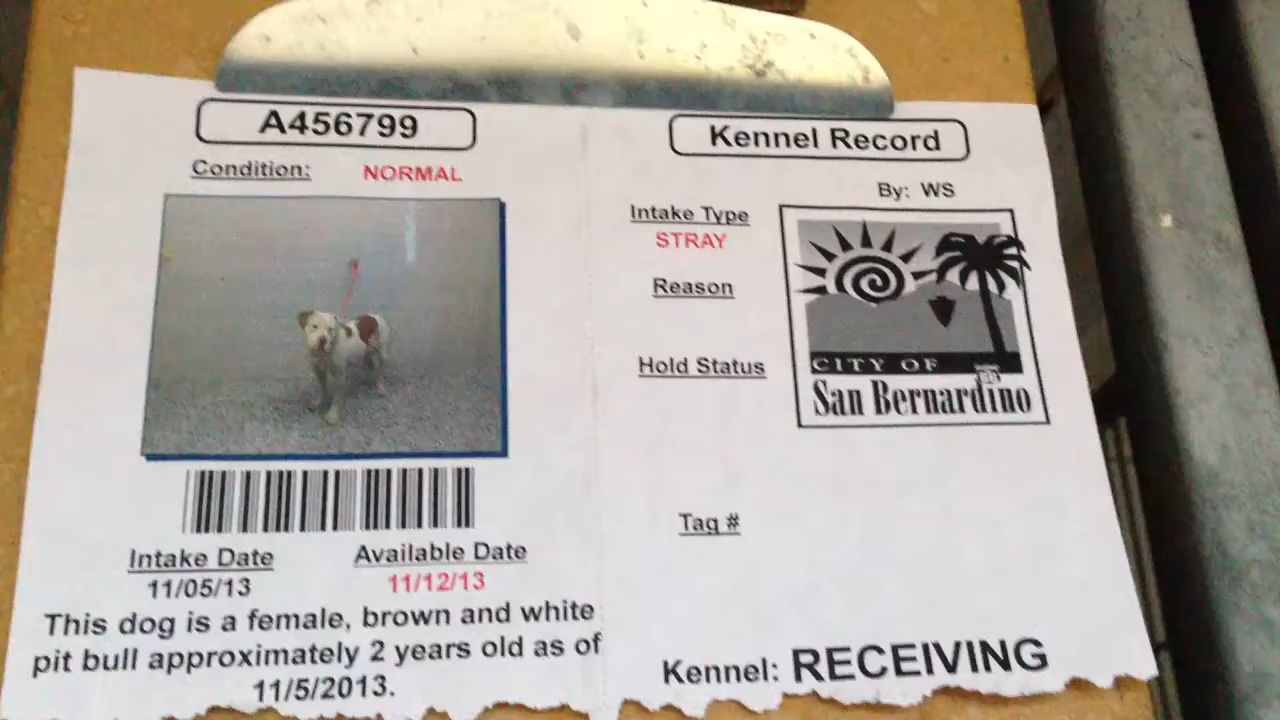 A456799
Condition: NORMAL
Intake Date
11/05/13
Available Date
11/12/13
This dog is a female, brown and white
pit bull approximately 2 years old as of
11/5/2013.
Kennel Record
By: WS
Intake Type
STRAY
Reason
Hold Status
CITY OF
San Bernardino
Tag #
Kennel: RECEIVING